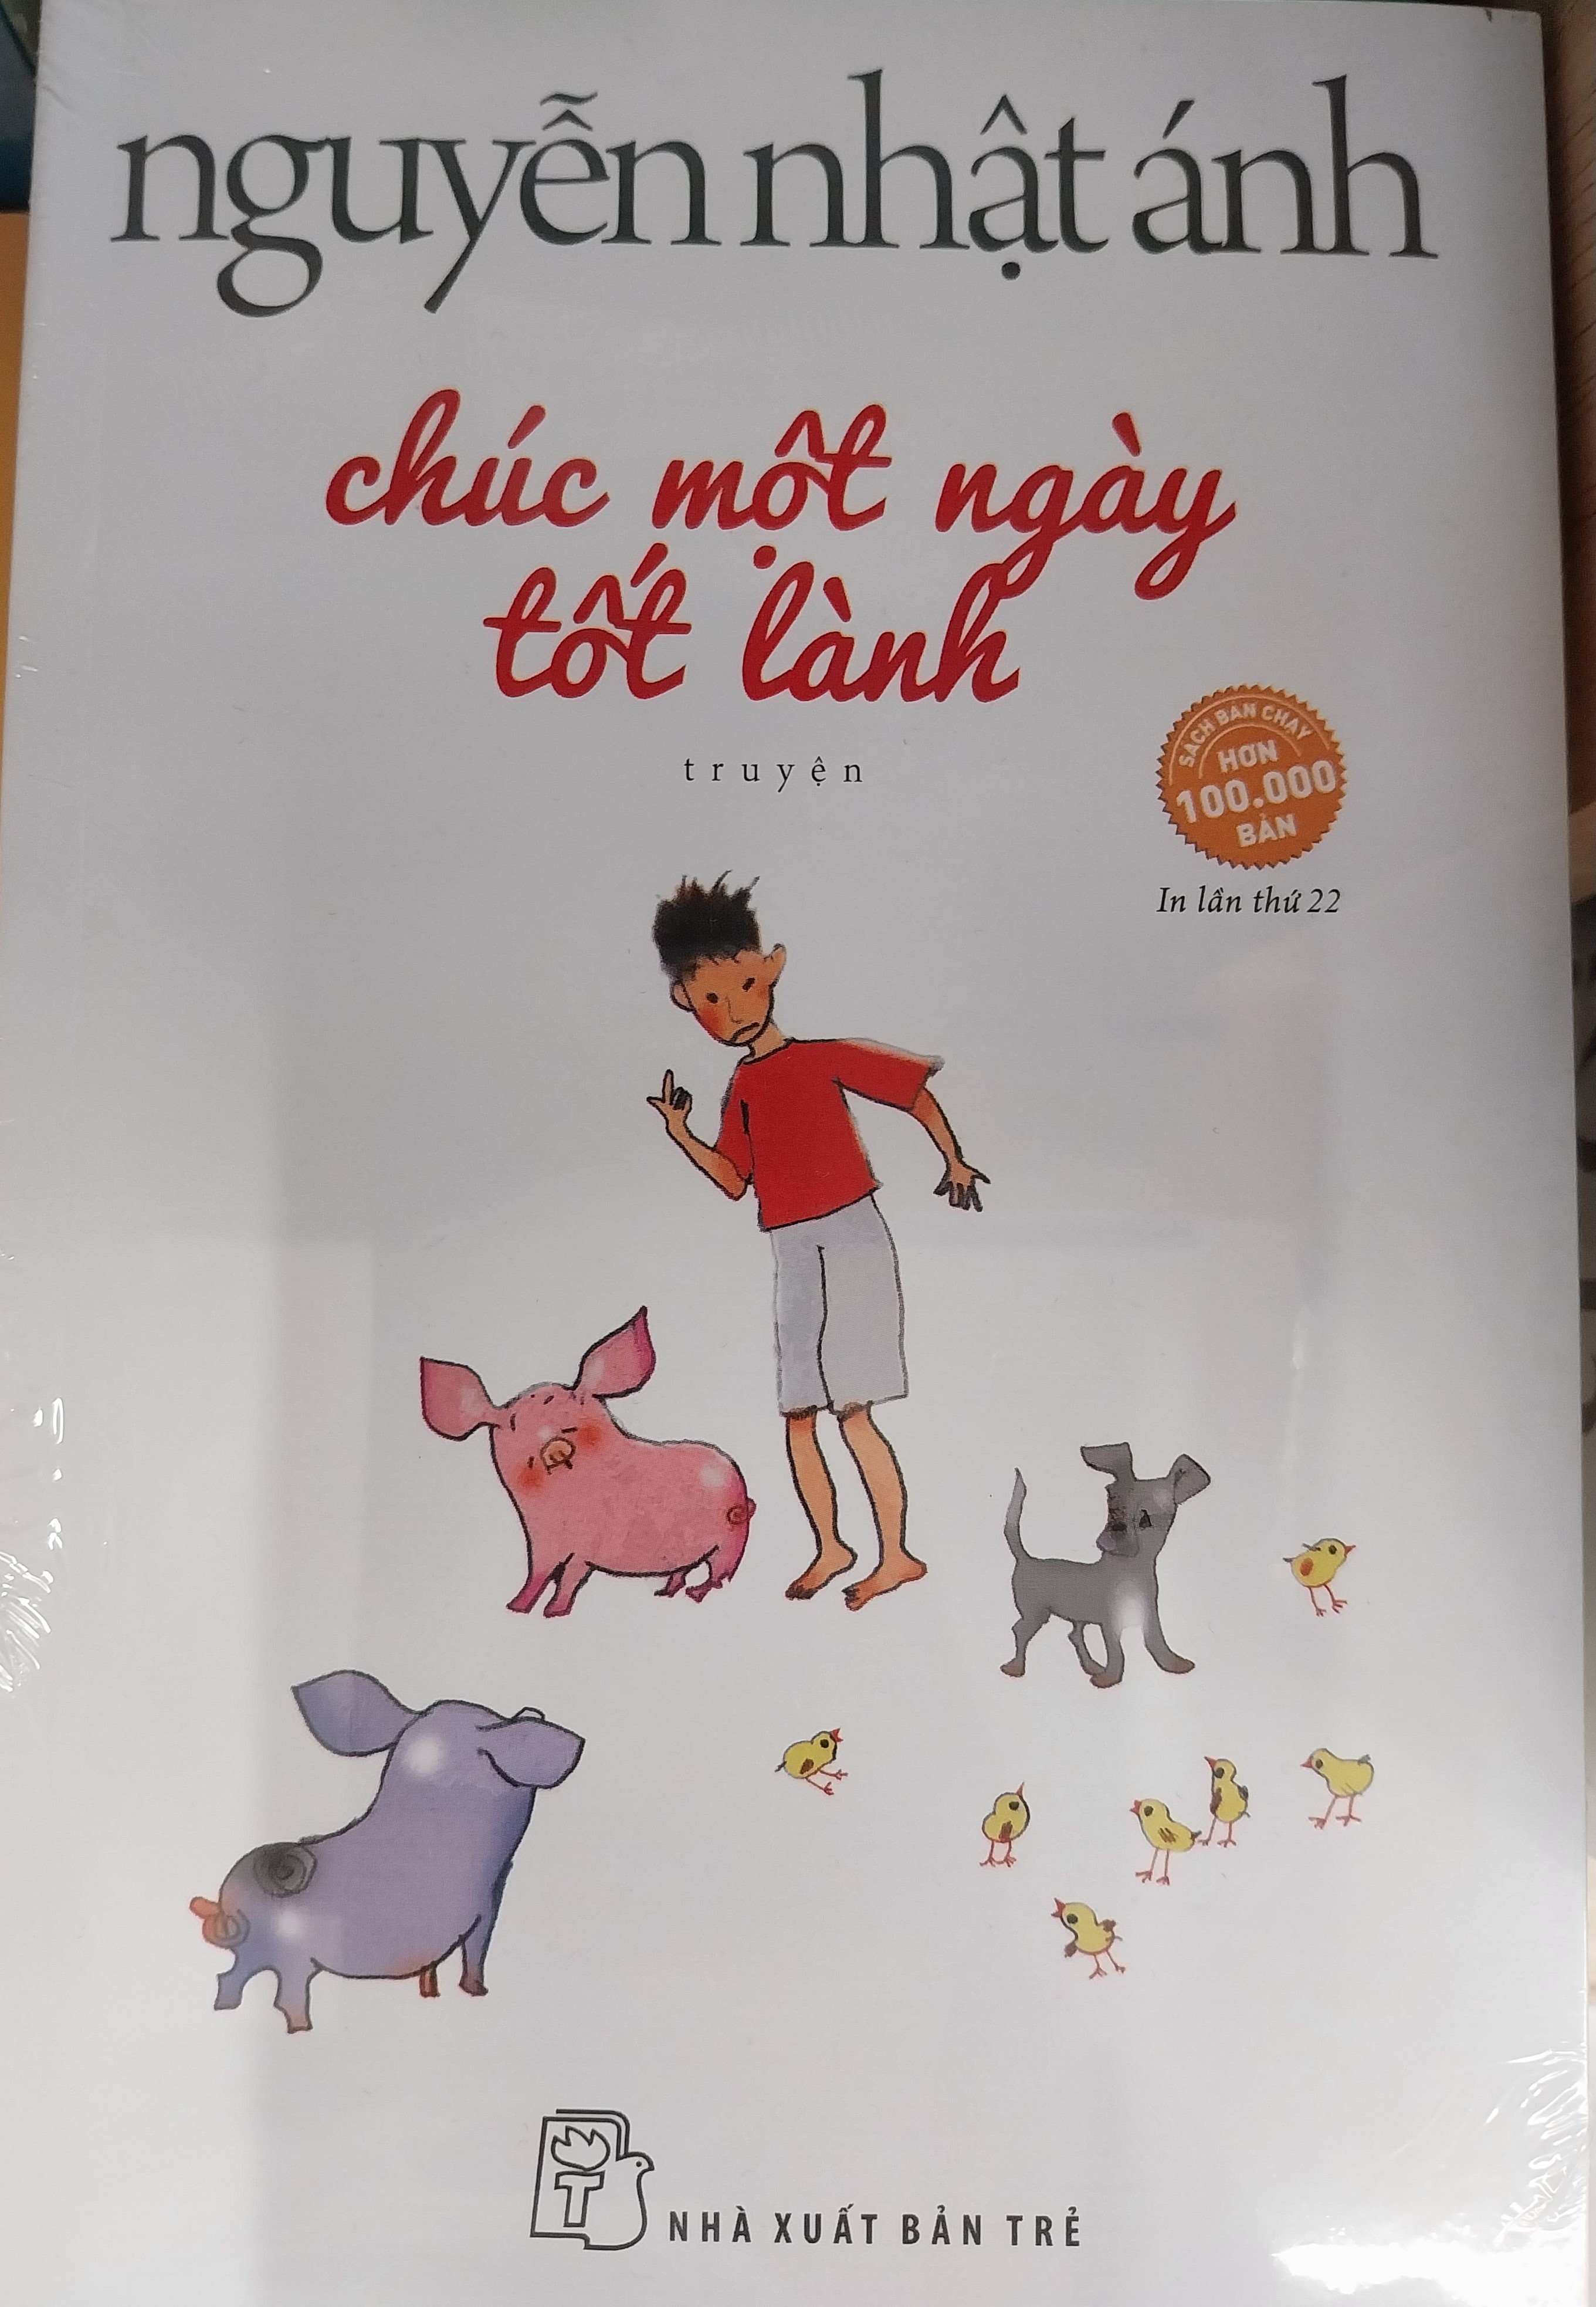 nguyễn nhật ánh
chúc một ngày
tốt lành
truyện
SÁCH BÁN CHẠY
HƠN
100.000
BẢN
In lần thứ 22
T
NHÀ XUẤT BẢN TRẺ